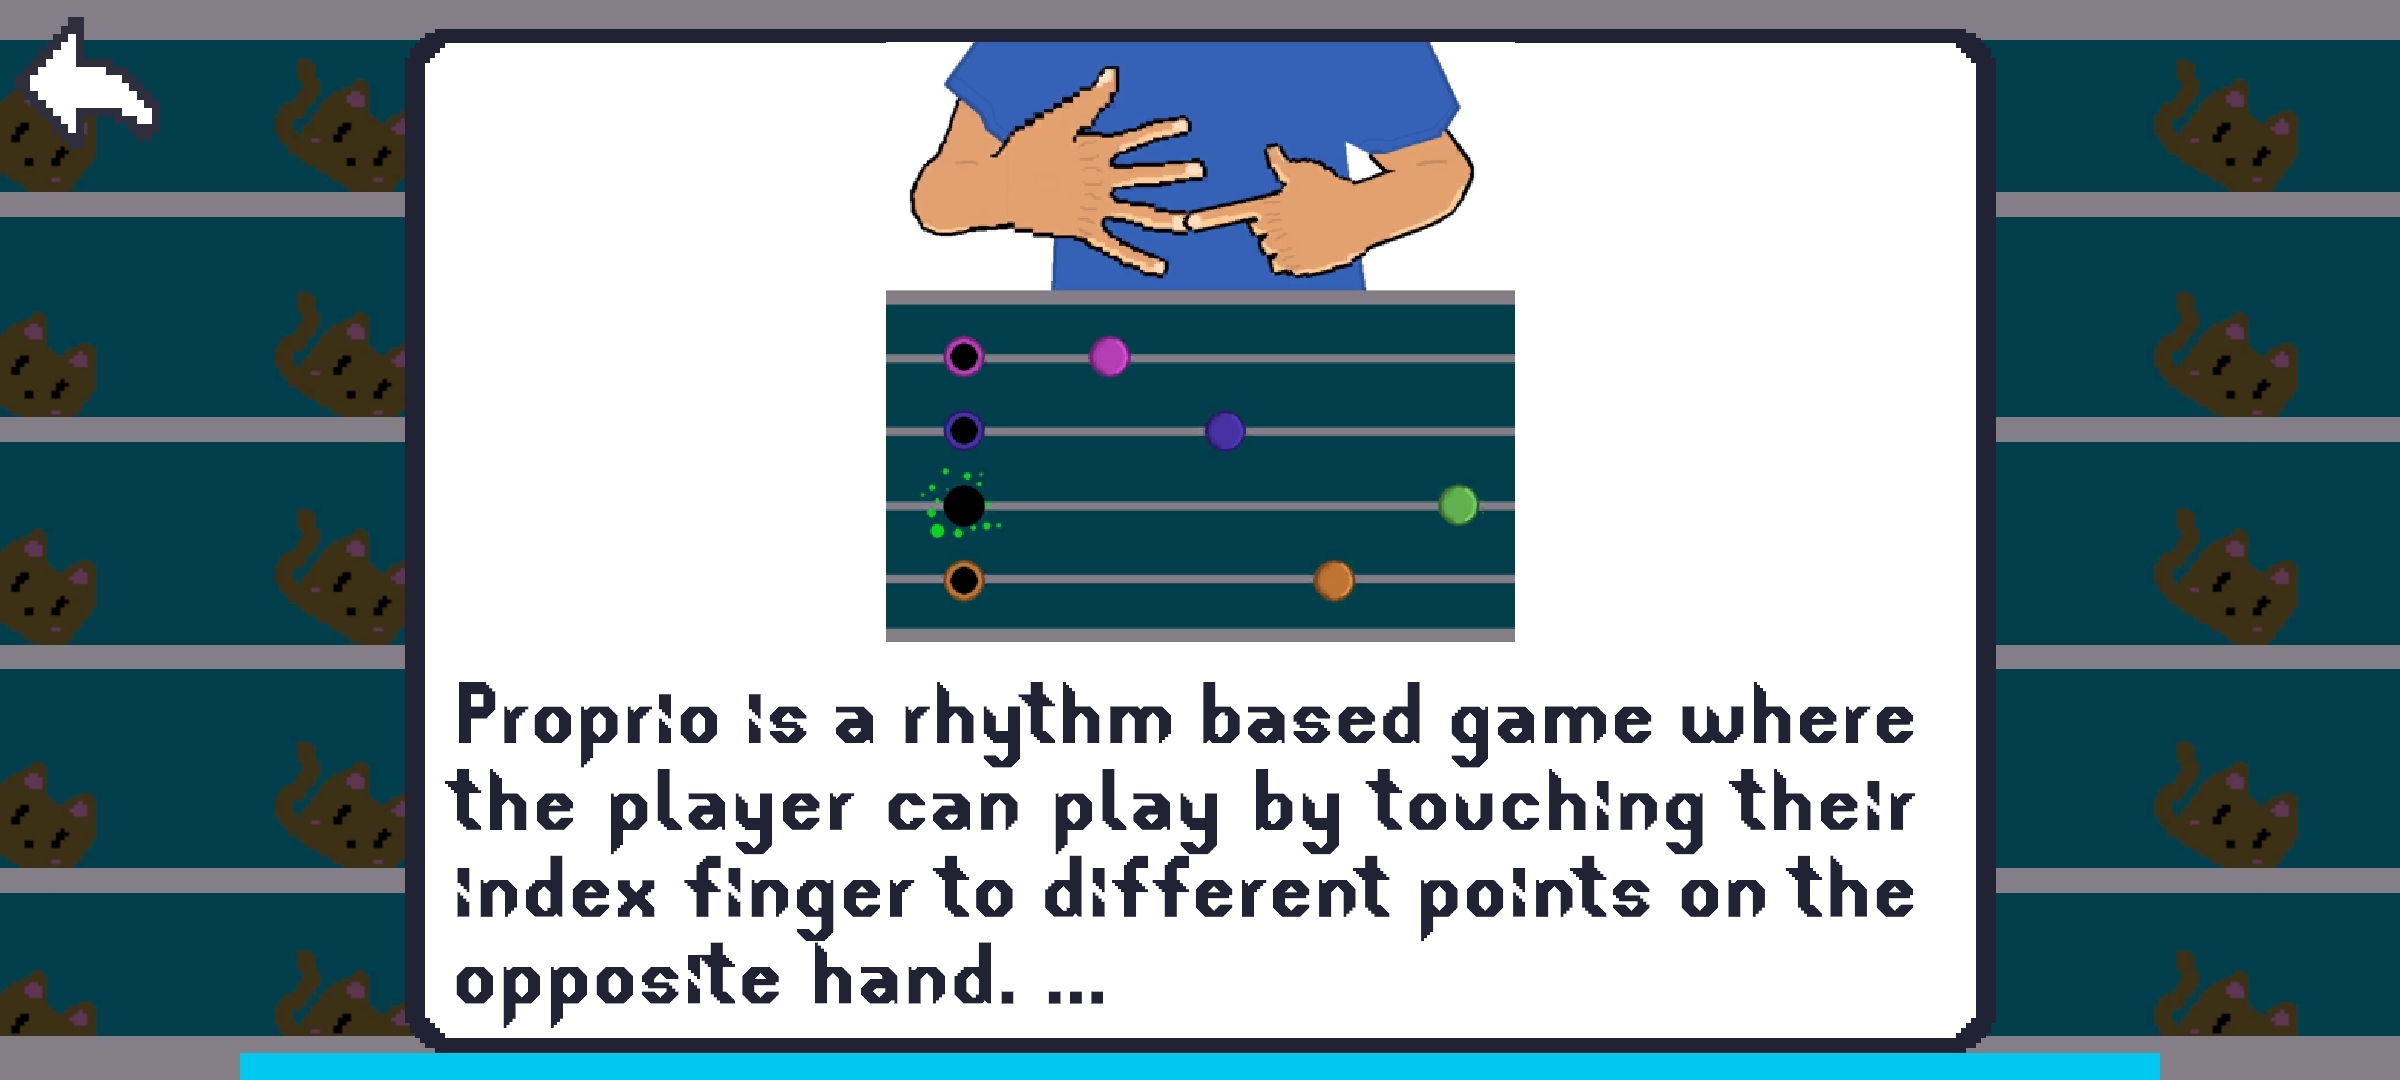 Proprio is a rhythm based game where
the player can play by touching their
index finger to different points on the
opposite hand. ...